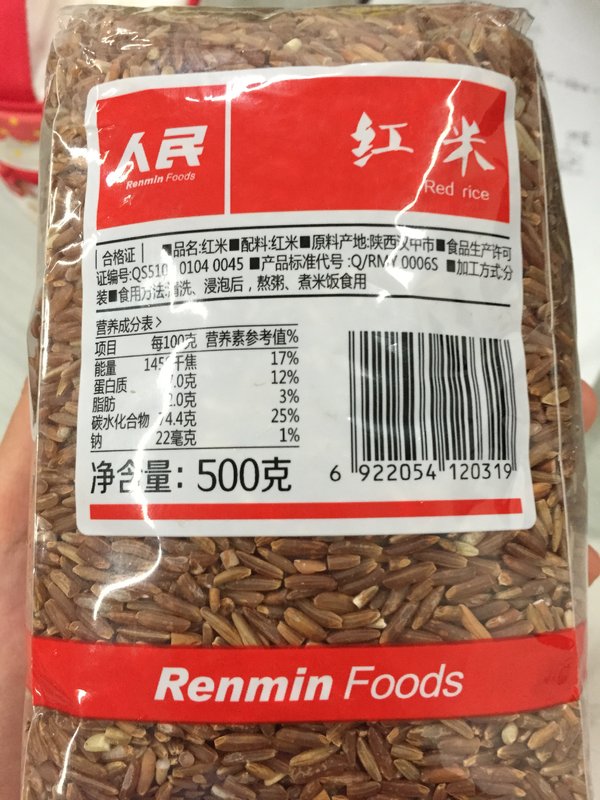 人民
Renmin Foods
红米
Red rice
合格证 ■品名:红米■配料:红米■原料产地:陕西汉中市■食品生产许可
证编号:QS510 0104 0045 ■产品标准代号:Q/RMY 0006S ■加工方式:分
装■食用方法:清洗、浸泡后，熬粥、煮米饭食用
营养成分表>
项目 每100克 营养素参考值%
能量 千焦 17%
蛋白质 12%
脂肪 3%
碳水化合物 74.4克 25%
钠 22毫克 1%
净含量：500克
6 922054 120319
Renmin Foods